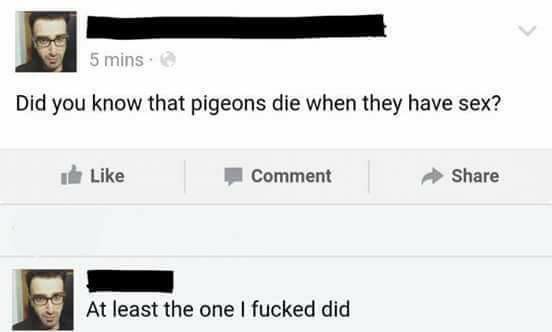 5 mins ·
Did you know that pigeons die when they have sex?
Like Comment Share
At least the one I fucked did